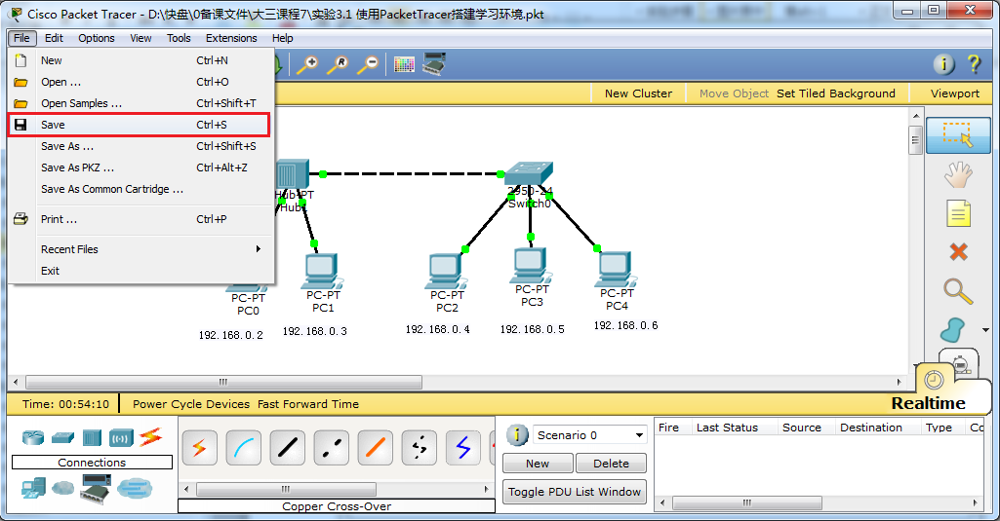 Cisco Packet Tracer - D:\快盘\0备课文件\大三课程7\实验3.1 使用PacketTracer搭建学习环境.pkt
File Edit Options View Tools Extensions Help
New Ctrl+N
Open ... Ctrl+O
Open Samples ... Ctrl+Shift+T
Save Ctrl+S
Save As ... Ctrl+Shift+S
Save As PKZ ... Ctrl+Alt+Z
Save As Common Cartridge ...
Print ... Ctrl+P
Recent Files
Exit
New Cluster Move Object Set Tiled Background Viewport
Hub-PT
2950-24
Switch0
PC-PT
PC0
PC-PT
PC1
PC-PT
PC2
PC-PT
PC3
PC-PT
PC4
192.168.0.2
192.168.0.3
192.168.0.4
192.168.0.5
192.168.0.6
Time: 00:54:10 Power Cycle Devices Fast Forward Time
Realtime
Connections
Copper Cross-Over
Scenario 0
New Delete
Toggle PDU List Window
Fire Last Status Source Destination Type Co